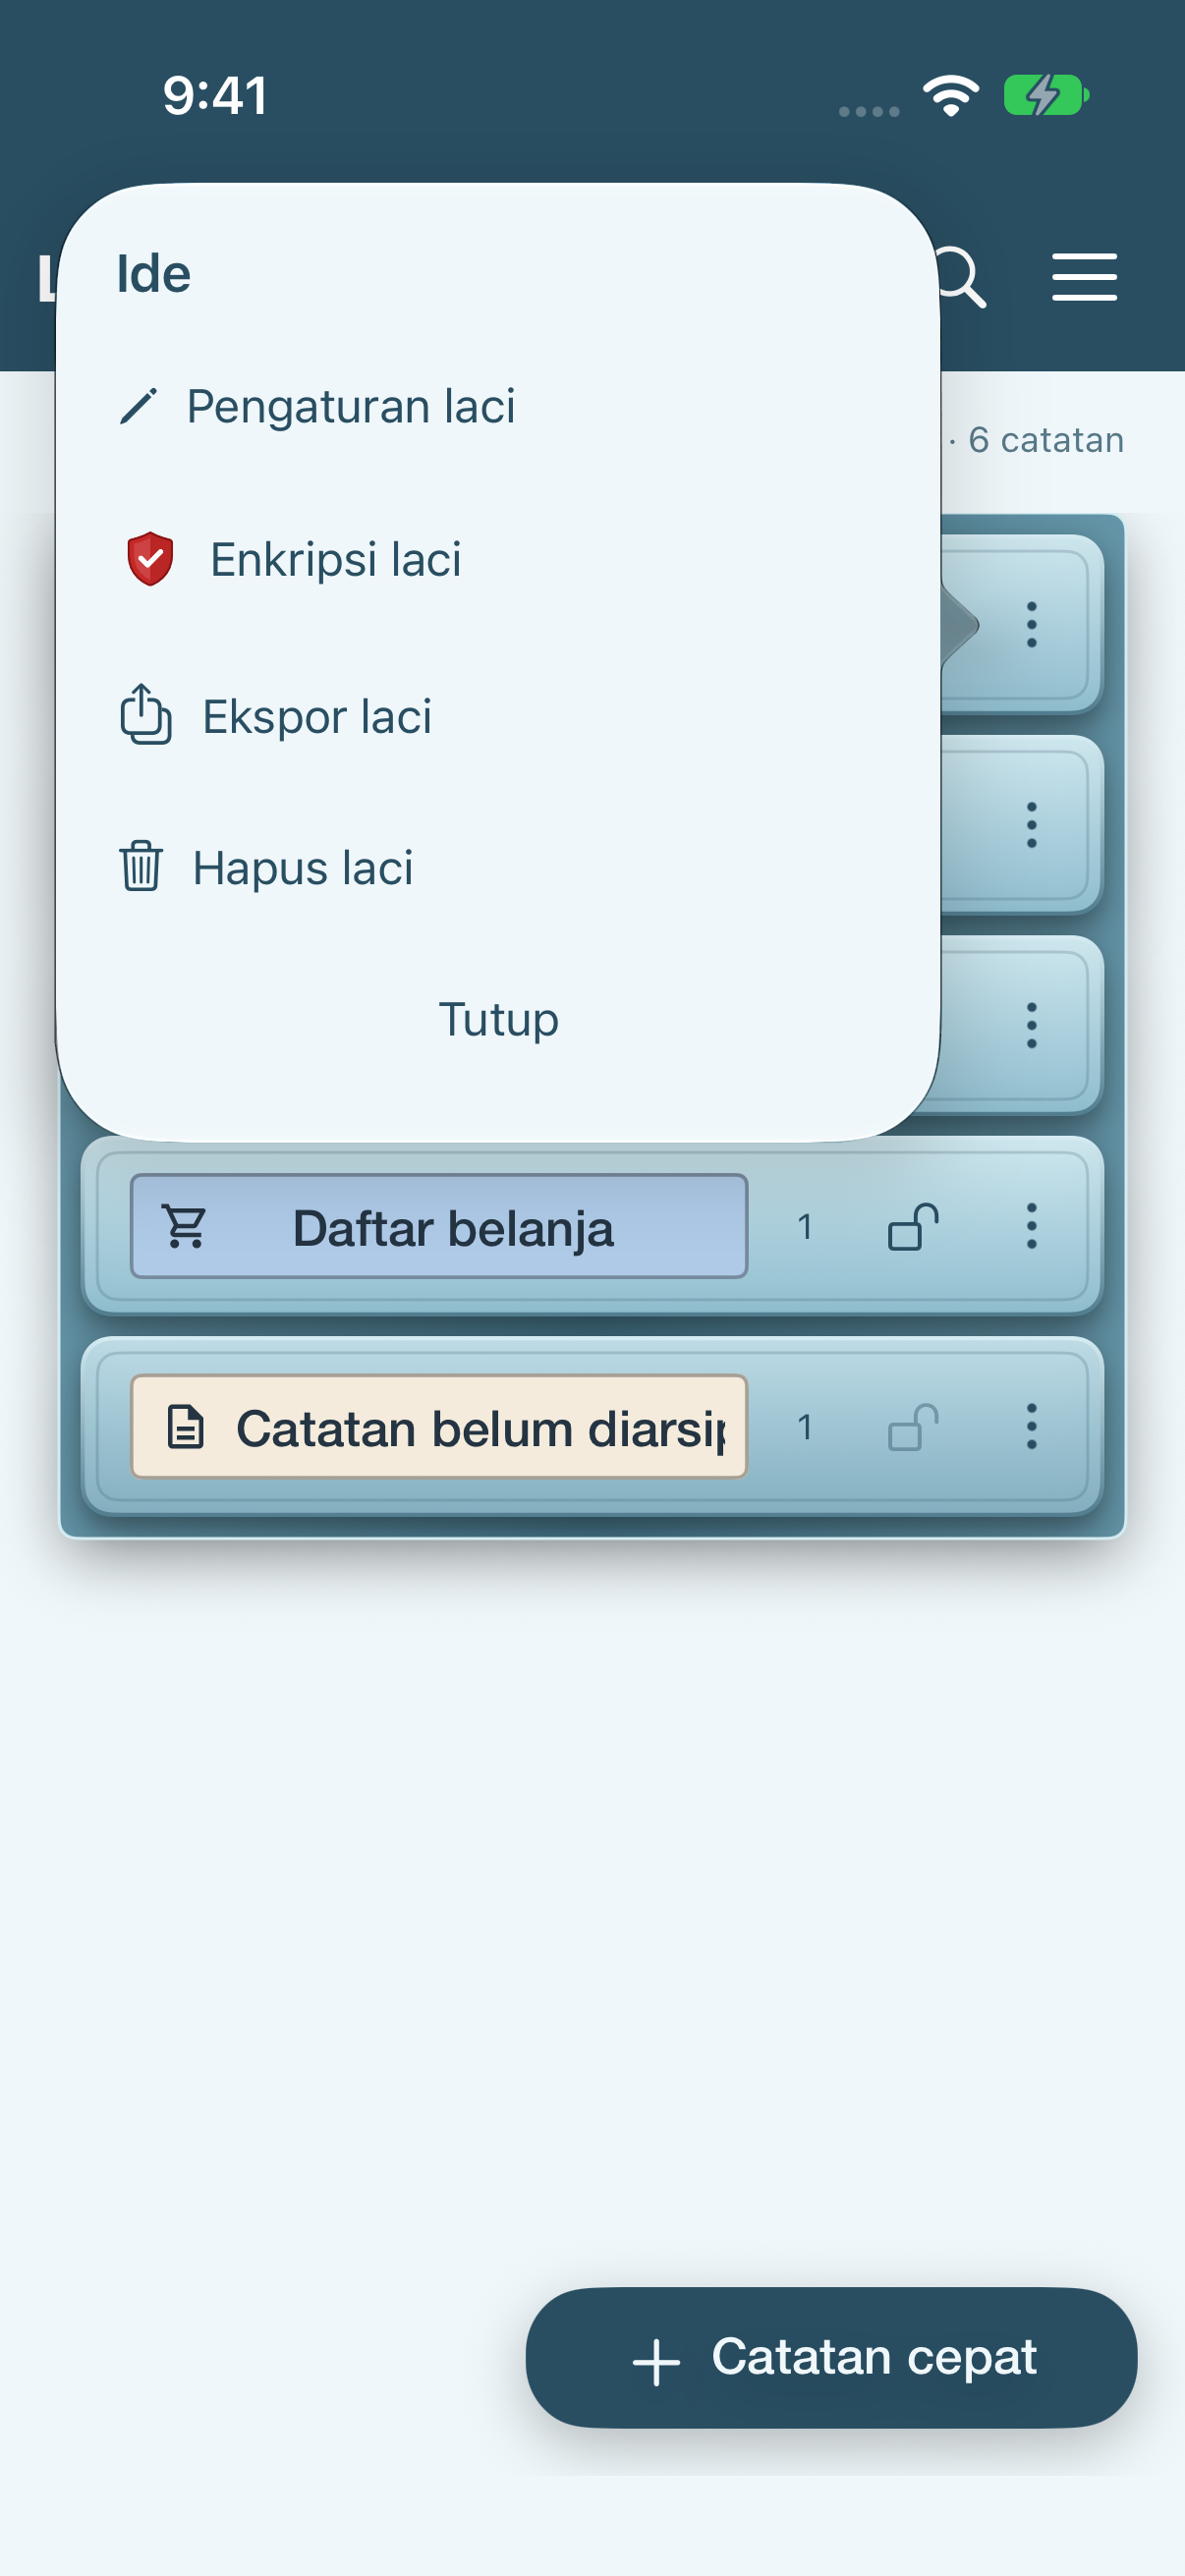 9:41
Ide
Pengaturan laci
· 6 catatan
Enkripsi laci
Ekspor laci
Hapus laci
Tutup
Daftar belanja 1
Catatan belum 1
Catatan cepat